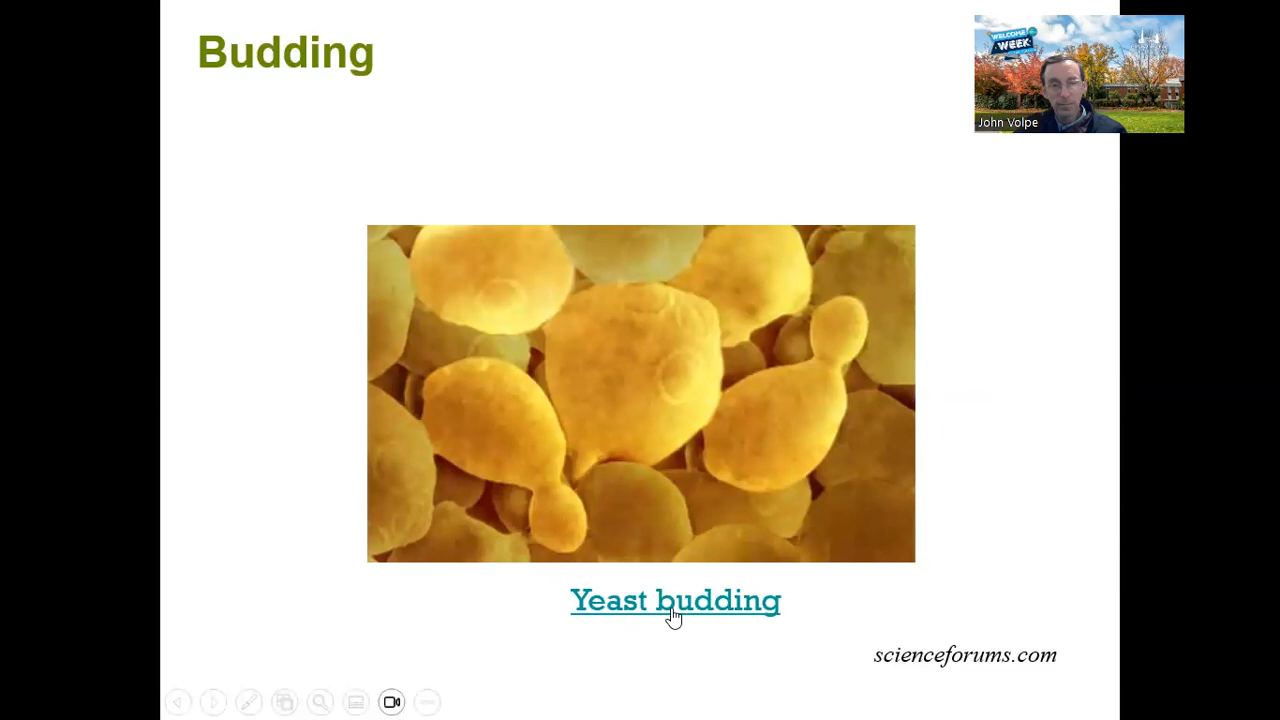 Budding
WELCOME
WEEK
John Volpe
Yeast budding
scienceforums.com